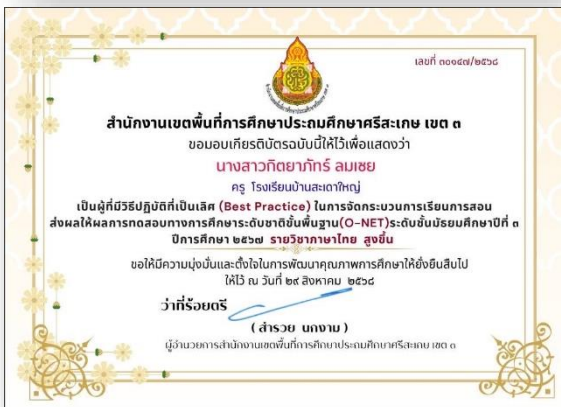 เลขที่ ๓๐๑๔๗/๒๕๖๘
สำนักงานเขตพื้นที่การศึกษาประถมศึกษาศรีสะเกษ เขต ๓
ขอมอบเกียรติบัตรฉบับนี้ให้ไว้เพื่อแสดงว่า
นางสาวกิตยาภัทร์ ลมเชย
ครู โรงเรียนบ้านสะเดาใหญ่
เป็นผู้ที่มีวิธีปฏิบัติที่เป็นเลิศ (Best Practice) ในการจัดกระบวนการเรียนการสอน
ส่งผลให้ผลการทดสอบทางการศึกษาระดับชาติขั้นพื้นฐาน(O-NET)ระดับชั้นมัธยมศึกษาปีที่ ๓
ปีการศึกษา ๒๕๖๗ รายวิชาภาษาไทย สูงขึ้น
ขอให้มีความมุ่งมั่นและตั้งใจในการพัฒนาคุณภาพการศึกษาให้ยั่งยืนสืบไป
ให้ไว้ ณ วันที่ ๒๙ สิงหาคม ๒๕๖๘
ว่าที่ร้อยตรี
(สำรวย นกงาม)
ผู้อำนวยการสำนักงานเขตพื้นที่การศึกษาประถมศึกษาศรีสะเกษ เขต ๓